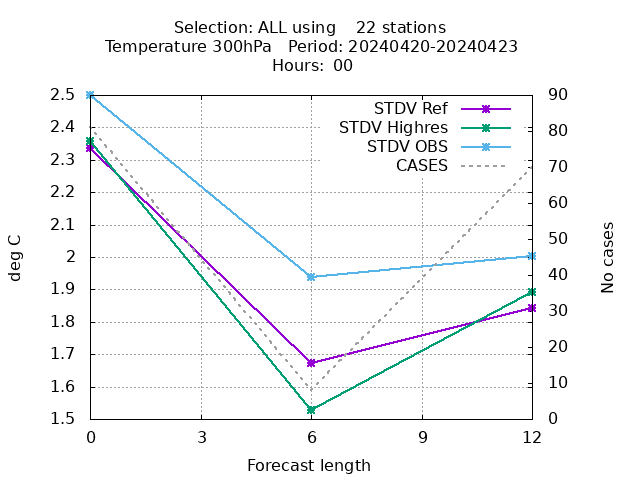 Selection: ALL using    22 stations
Temperature 300hPa   Period: 20240420-20240423
Hours:  00
STDV Ref
STDV Highres
STDV OBS
CASES
2.5
2.4
2.3
2.2
2.1
2
1.9
1.8
1.7
1.6
1.5
deg C
90
80
70
60
50
40
30
20
10
0
No cases
0 3 6 9 12
Forecast length